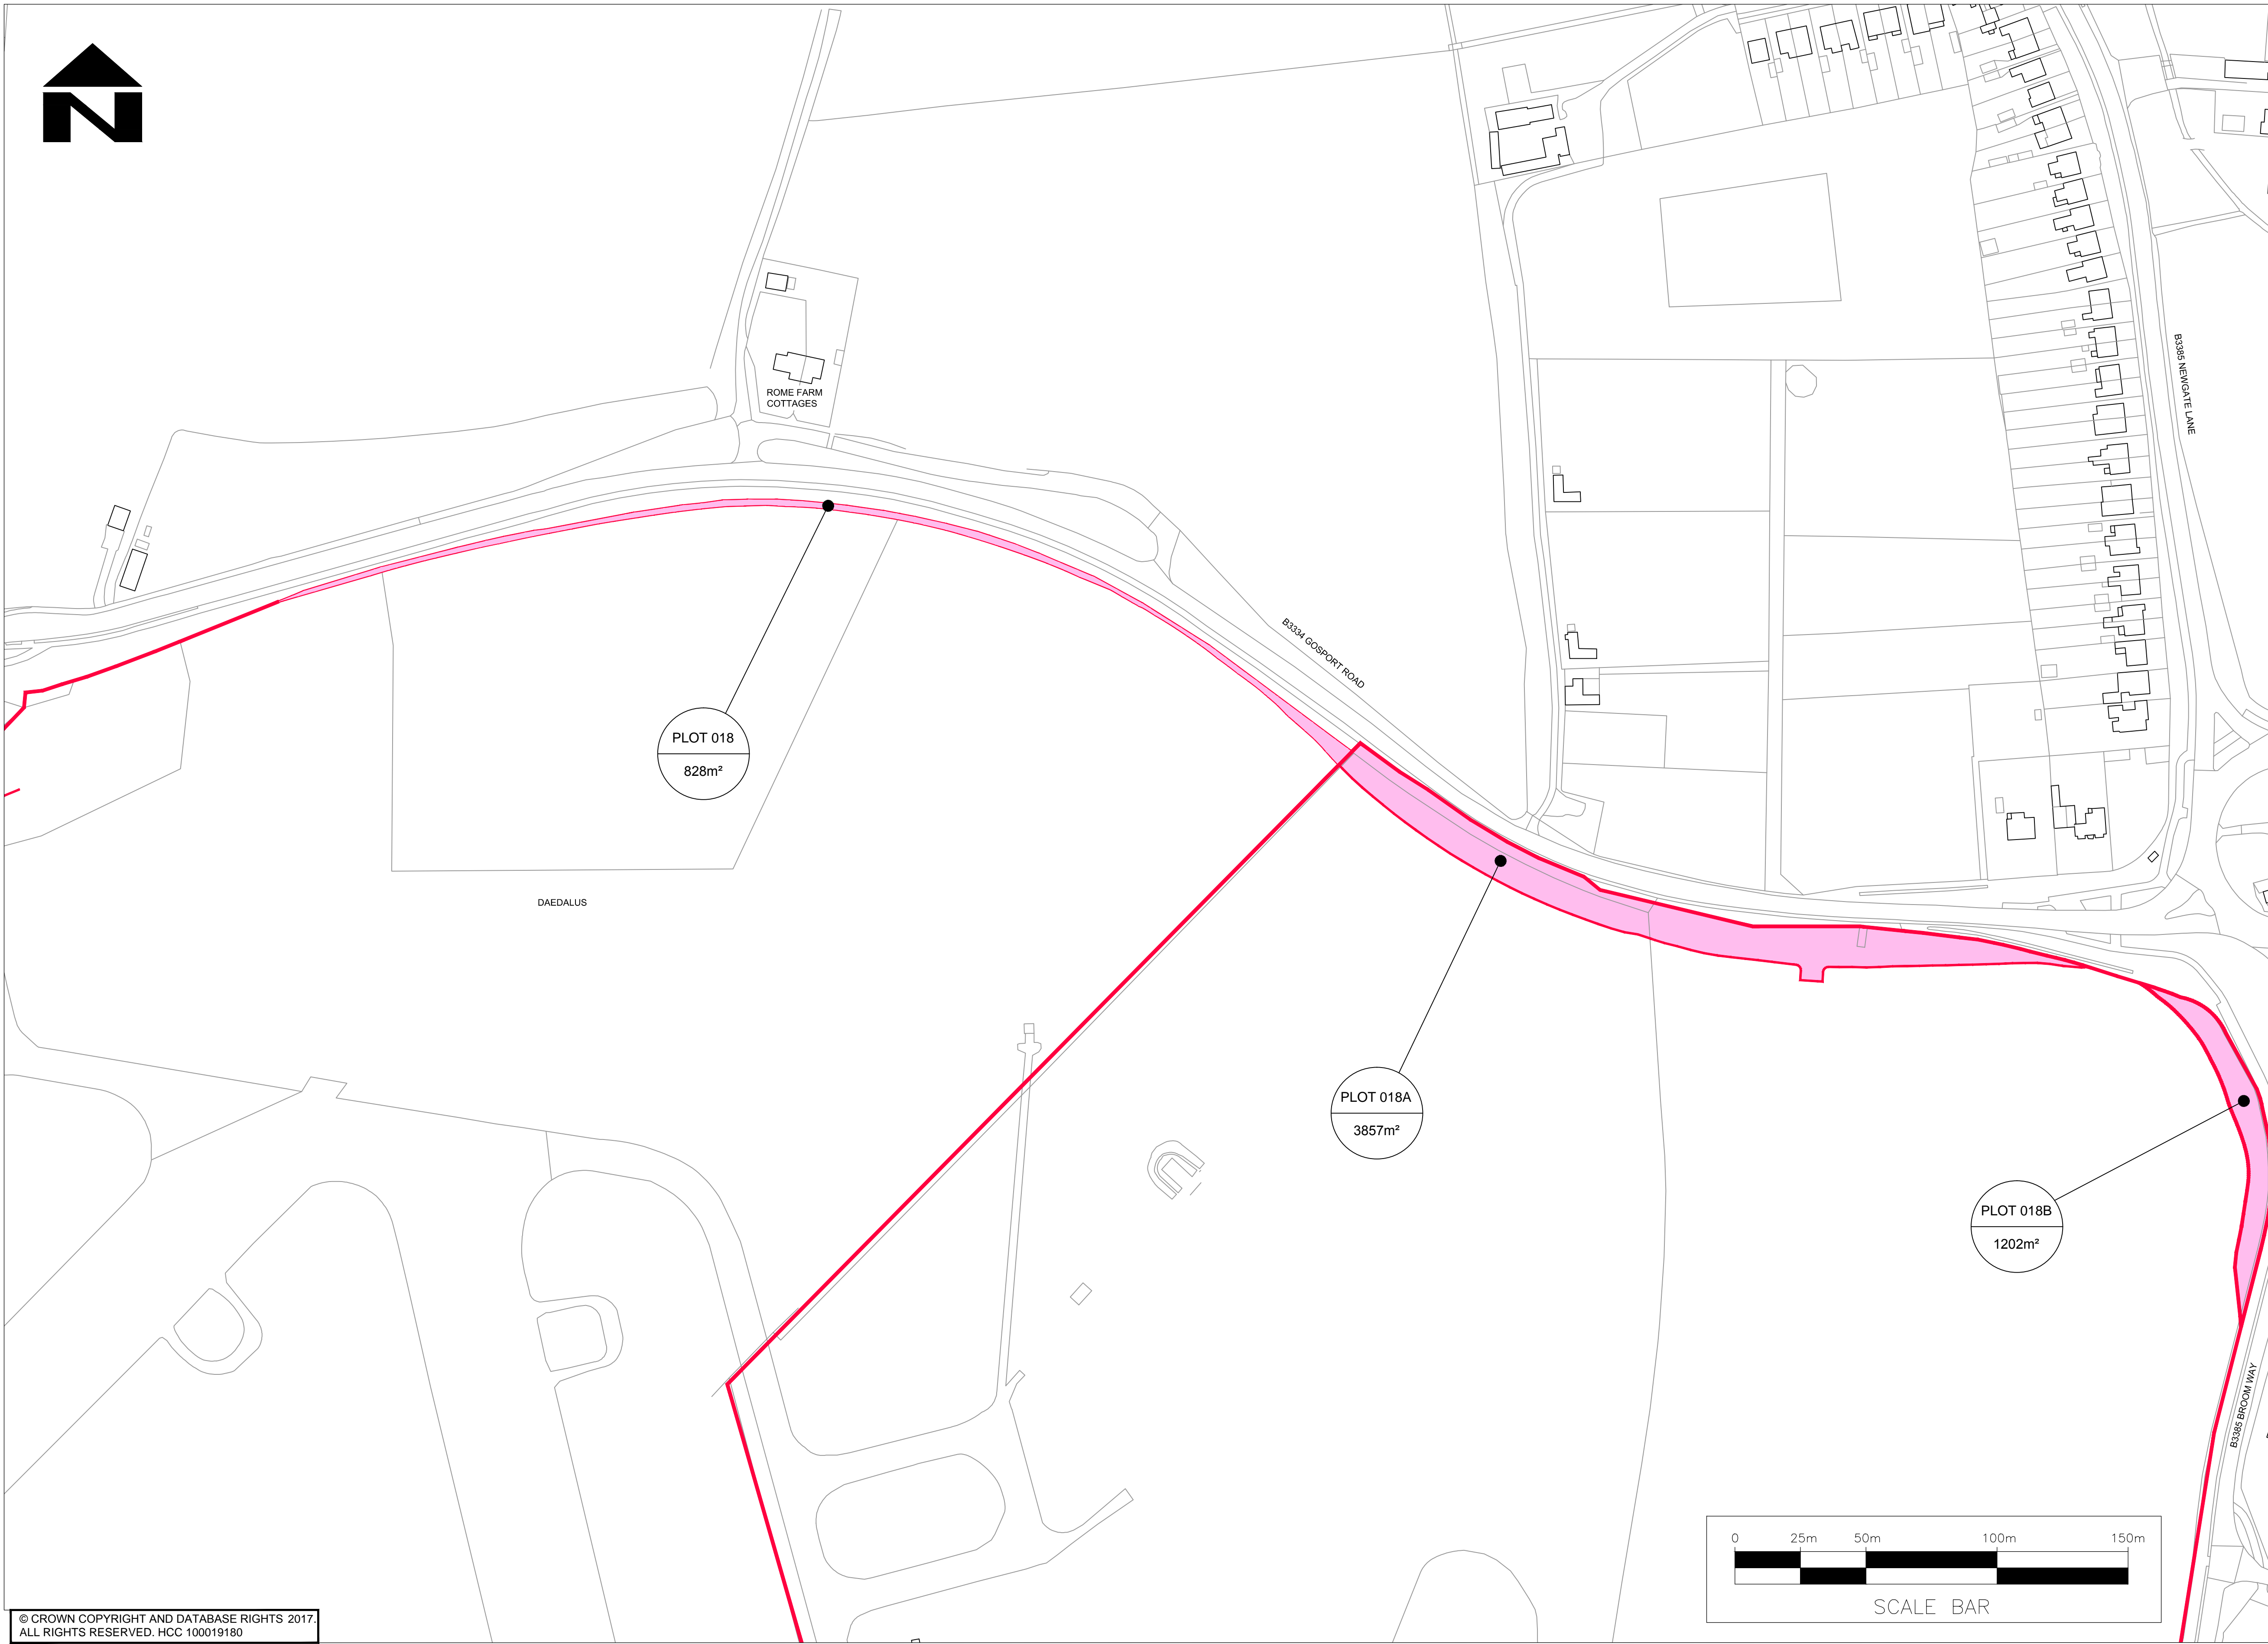 N
ROME FARM
COTTAGES
B3385 NEWGATE LANE
B3334 GOSPORT ROAD
PLOT 018
828m²
DAEDALUS
PLOT 018A
3857m²
PLOT 018B
1202m²
B3385 BROOM WAY
0 25m 50m 100m 150m
SCALE BAR
© CROWN COPYRIGHT AND DATABASE RIGHTS 2017.
ALL RIGHTS RESERVED. HCC 100019180